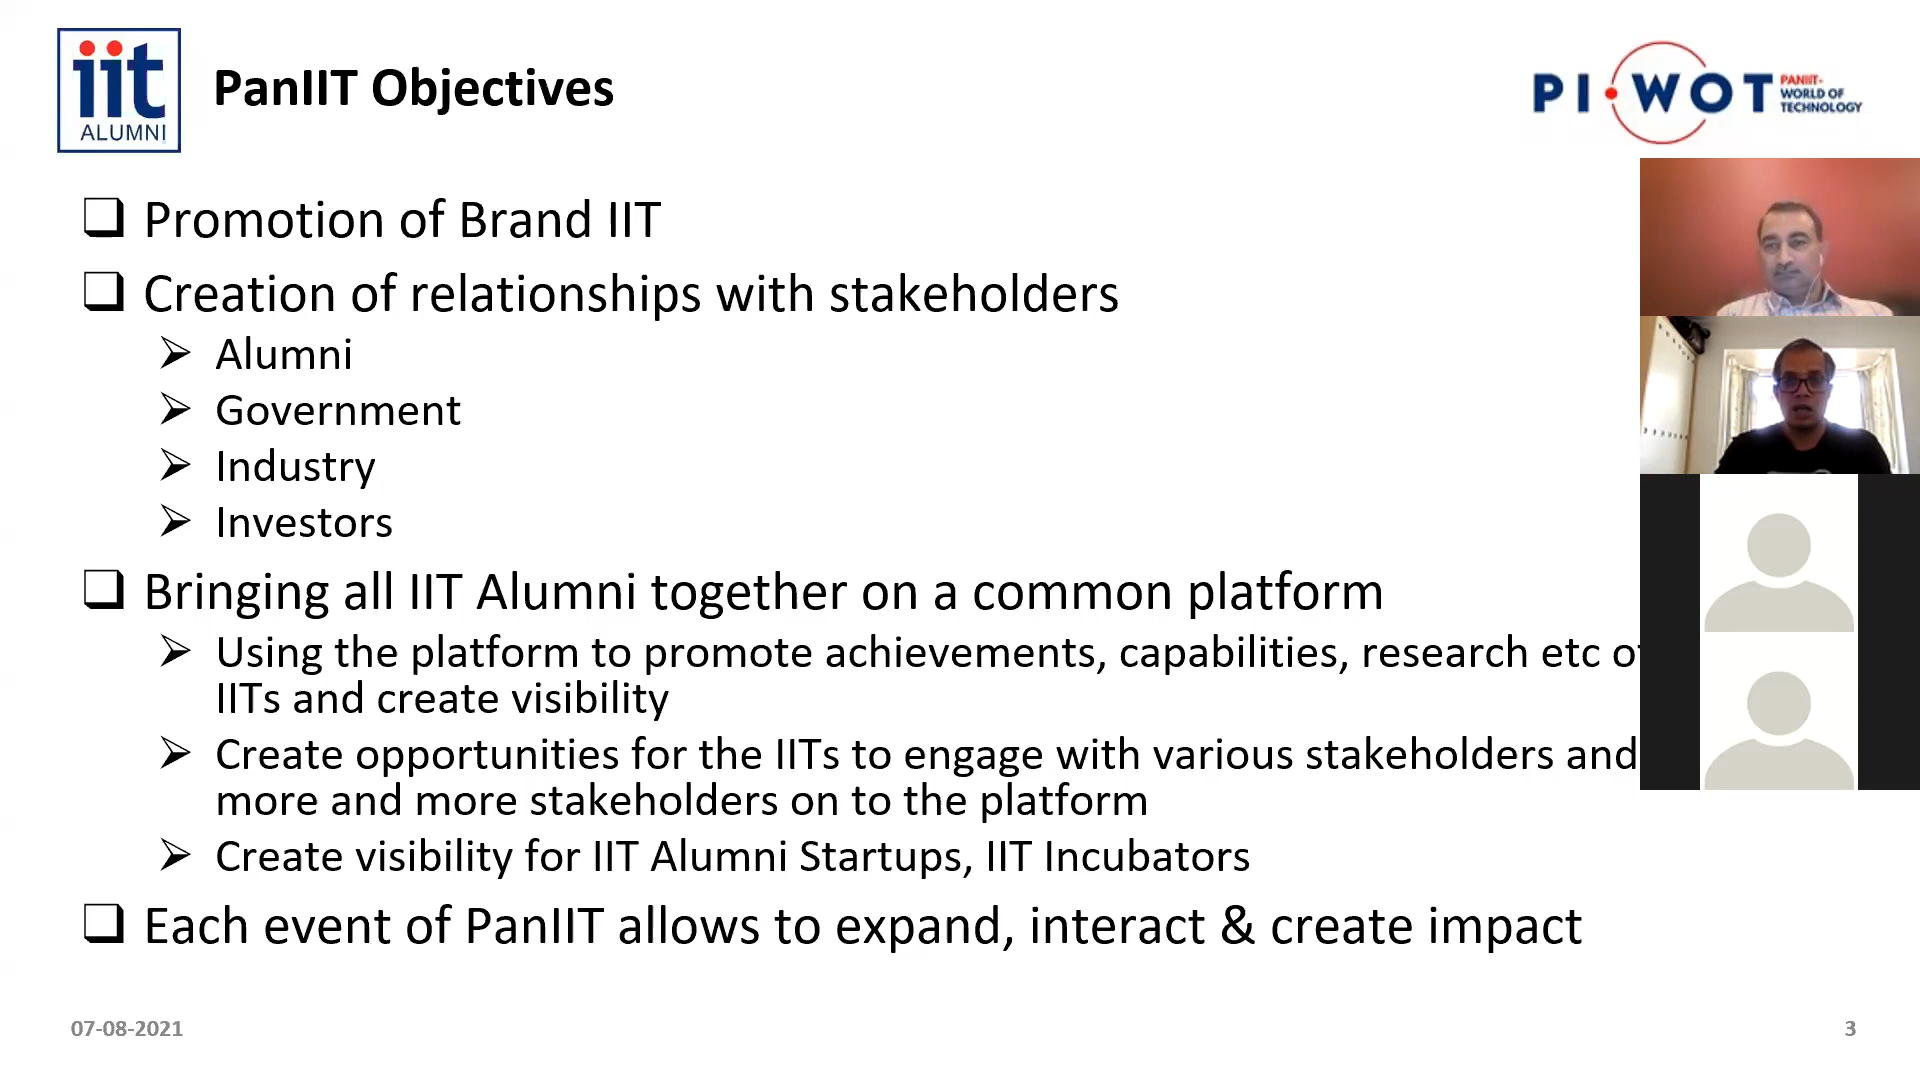 iit
ALUMNI
PanIIT Objectives
PI WOT
PANIIT-
WORLD OF
TECHNOLOGY
Promotion of Brand IIT
Creation of relationships with stakeholders
Alumni
Government
Industry
Investors
Bringing all IIT Alumni together on a common platform
Using the platform to promote achievements, capabilities, research etc
IITs and create visibility
Create opportunities for the IITs to engage with various stakeholders and
more and more stakeholders on to the platform
Create visibility for IIT Alumni Startups, IIT Incubators
Each event of PanIIT allows to expand, interact & create impact
07-08-2021
3